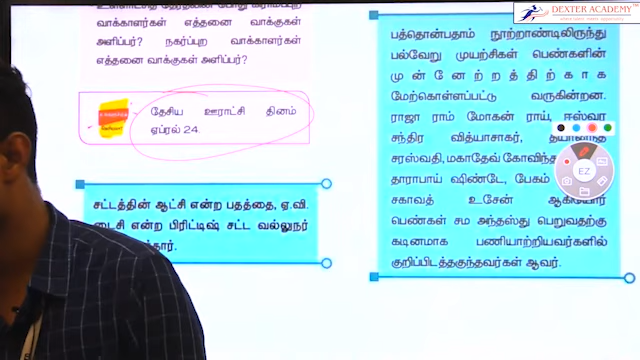 வாக்காளர்கள் எத்தனை வாக்குகள்
அளிப்பர்? நகர்ப்புற வாக்காளர்கள்
எத்தனை வாக்குகள் அளிப்பர்?
தேசிய ஊராட்சி தினம்
ஏப்ரல் 24.
சட்டத்தின் ஆட்சி என்ற பதத்தை, ஏ.வி.
டைசி என்ற பிரிட்டிஷ் சட்ட வல்லுநர்
DEXTER ACADEMY
பத்தொன்பதாம் நூற்றாண்டிலிருந்து
பல்வேறு முயற்சிகள் பெண்களின்
முன்னேற்றத்திற்காக
மேற்கொள்ளப்பட்டு வருகின்றன.
ராஜா ராம் மோகன் ராய், ஈஸ்வர
சந்திர வித்யாசாகர்,
சரஸ்வதி, மகாதேவ்
தாராபாய் ஷிண்டே, பேகம்
சகாவத் உசேன் ஆகியோர்
பெண்கள் சம அந்தஸ்து பெறுவதற்கு
கடினமாக பணியாற்றியவர்களில்
குறிப்பிடத்தகுந்தவர்கள் ஆவர்.
EZ